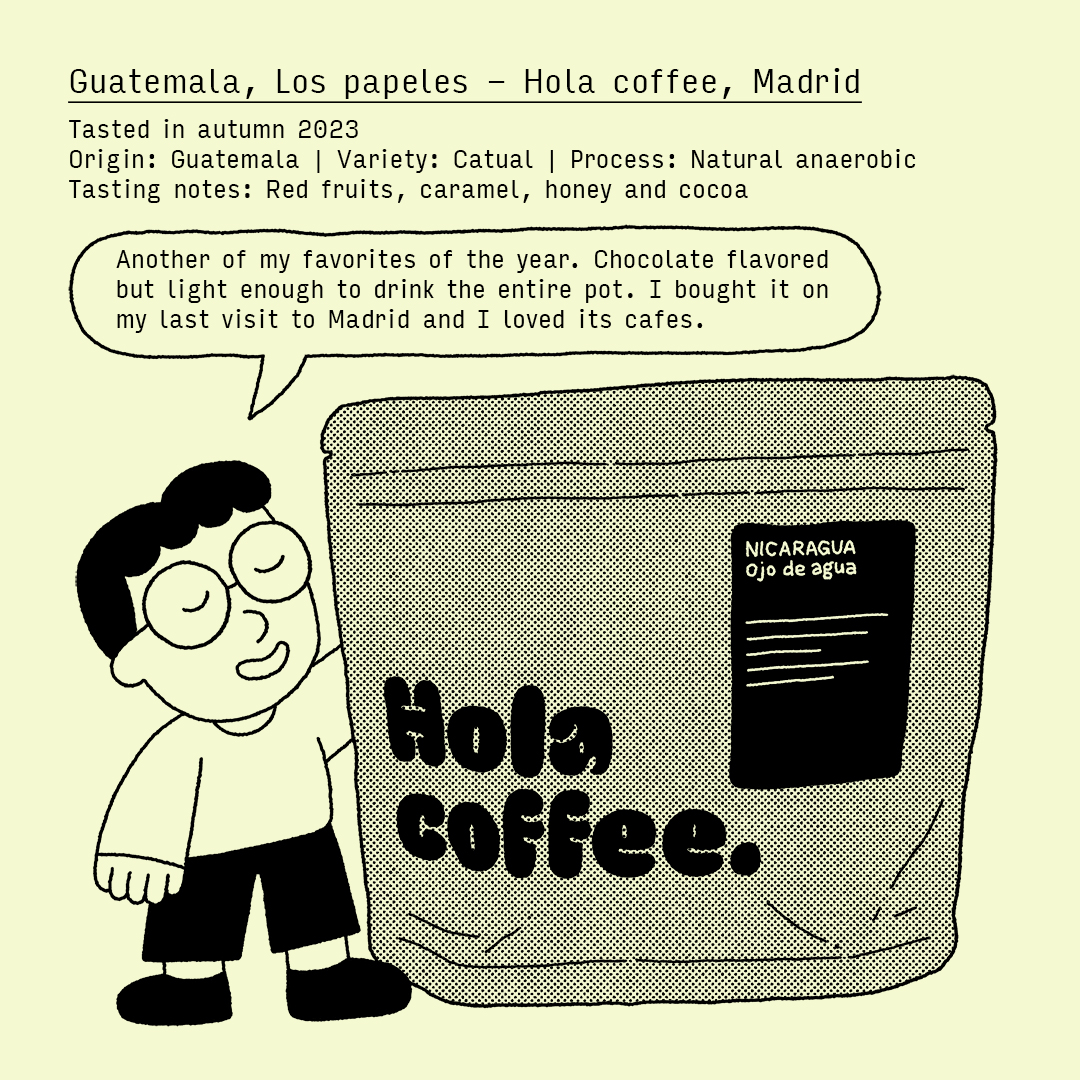 Guatemala, Los papeles – Hola coffee, Madrid
Tasted in autumn 2023
Origin: Guatemala | Variety: Catual | Process: Natural anaerobic
Tasting notes: Red fruits, caramel, honey and cocoa
Another of my favorites of the year. Chocolate flavored
but light enough to drink the entire pot. I bought it on
my last visit to Madrid and I loved its cafes.
NICARAGUA
Ojo de agua
Hola
coffee.